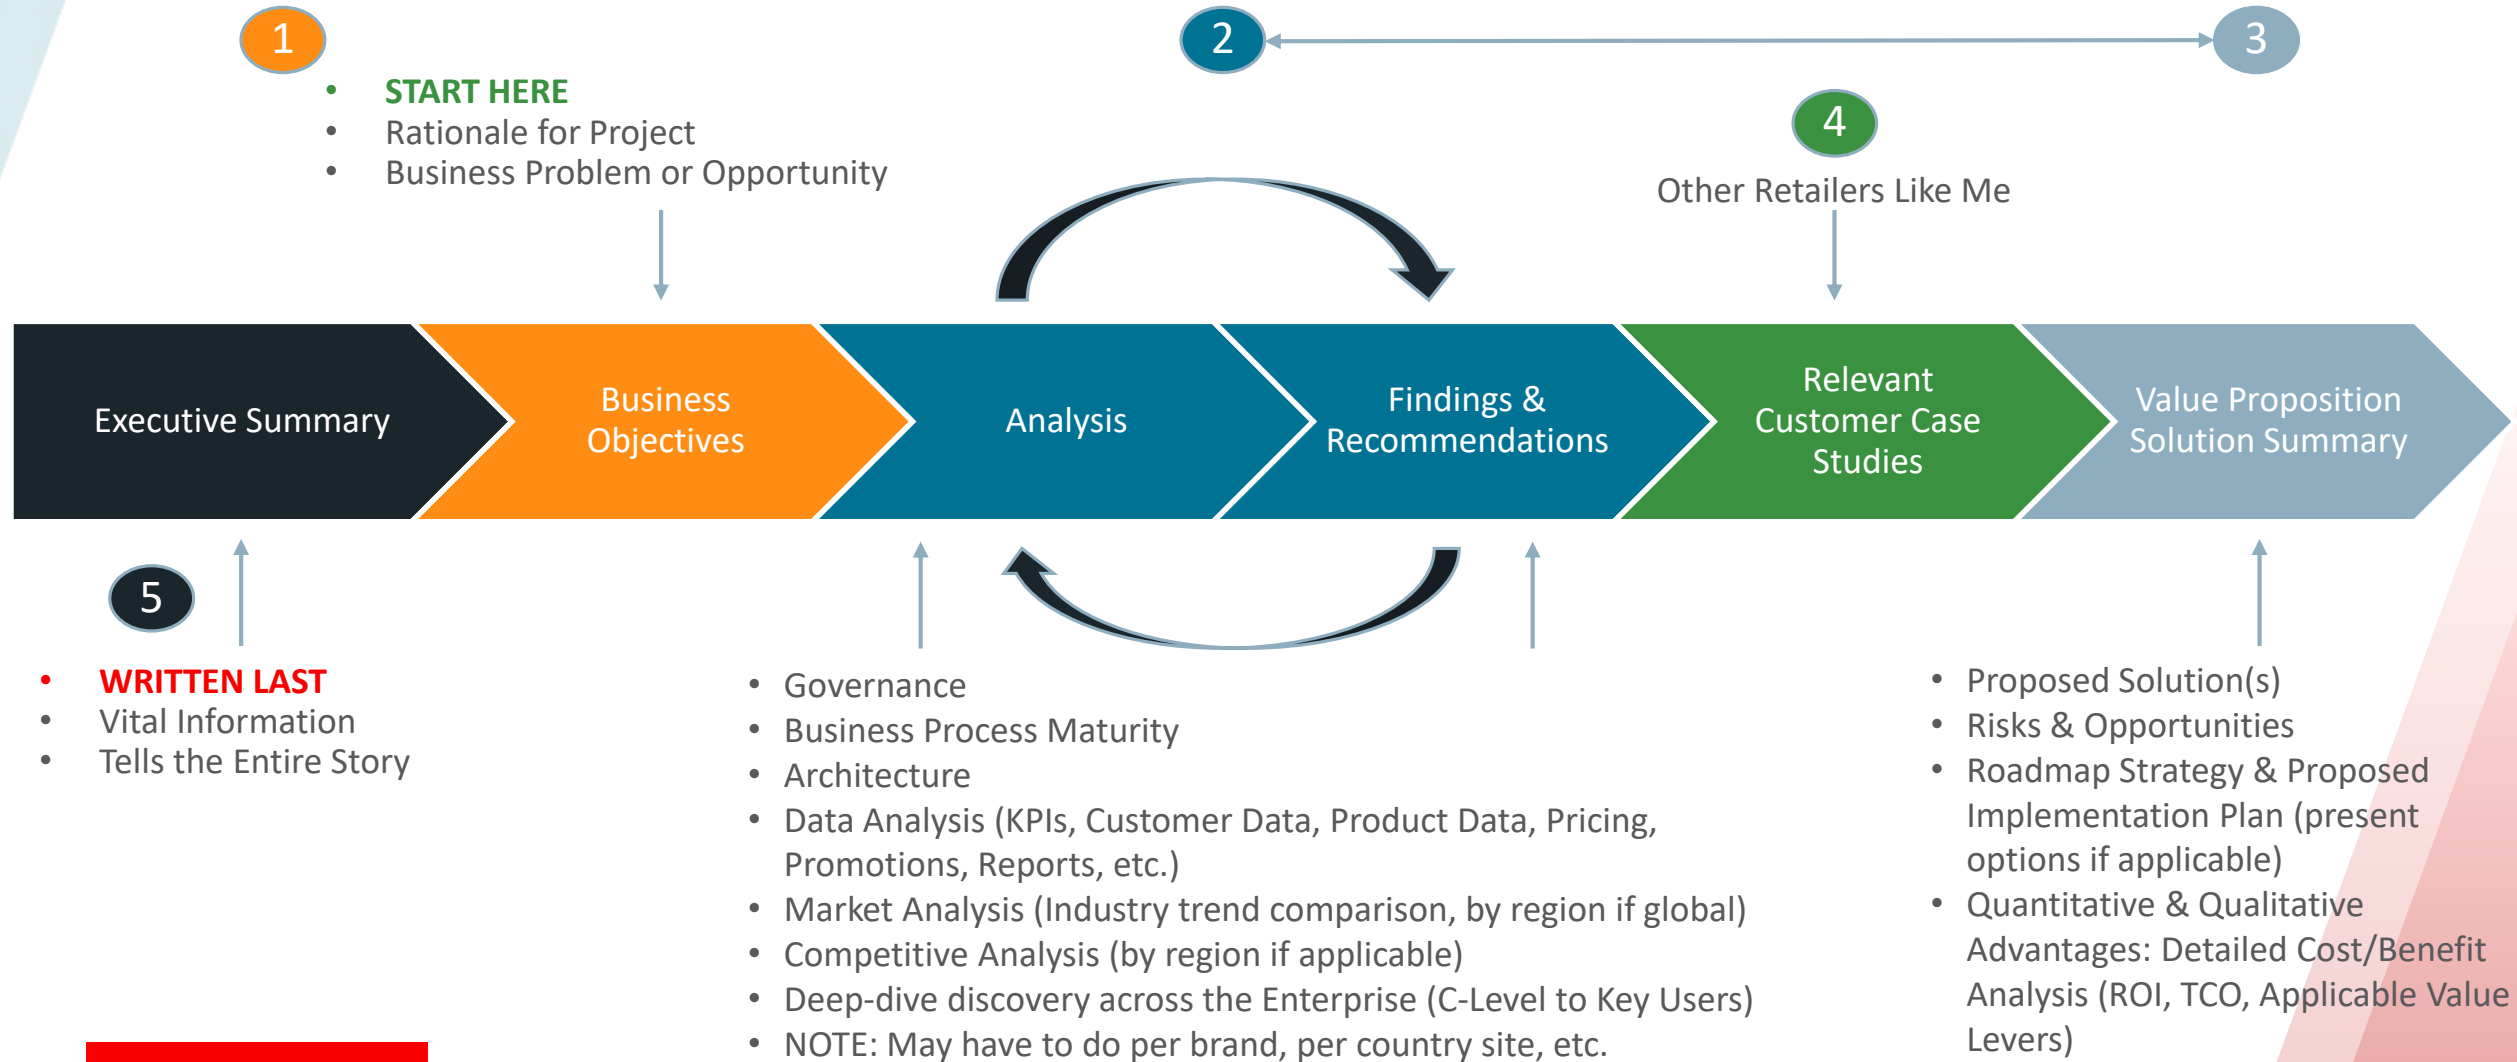 1
2
3
• START HERE
• Rationale for Project
• Business Problem or Opportunity
4
Other Retailers Like Me
Executive Summary
Business
Objectives
Analysis
Findings &
Recommendations
Relevant
Customer Case
Studies
Value Proposition
Solution Summary
5
• WRITTEN LAST
• Vital Information
• Tells the Entire Story
• Governance
• Business Process Maturity
• Architecture
• Data Analysis (KPIs, Customer Data, Product Data, Pricing,
Promotions, Reports, etc.)
• Market Analysis (Industry trend comparison, by region if global)
• Competitive Analysis (by region if applicable)
• Deep-dive discovery across the Enterprise (C-Level to Key Users)
• NOTE: May have to do per brand, per country site, etc.
• Proposed Solution(s)
• Risks & Opportunities
• Roadmap Strategy & Proposed
Implementation Plan (present
options if applicable)
• Quantitative & Qualitative
Advantages: Detailed Cost/Benefit
Analysis (ROI, TCO, Applicable Value
Levers)